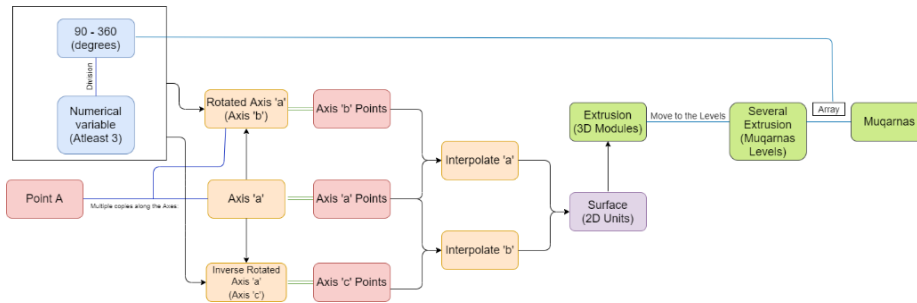 90 - 360
(degrees)
Division
Numerical
variable
(Atleast 3)
Point A
Multiple copies along the Axes:
Rotated Axis 'a'
(Axis 'b')
Axis 'a'
Inverse Rotated
Axis 'a'
(Axis 'c')
Axis 'b' Points
Axis 'a' Points
Axis 'c' Points
Interpolate 'a'
Interpolate 'b'
Surface
(2D Units)
Extrusion
(3D Modules)
Move to the Levels
Several
Extrusion
(Muqarnas
Levels)
Array
Muqarnas